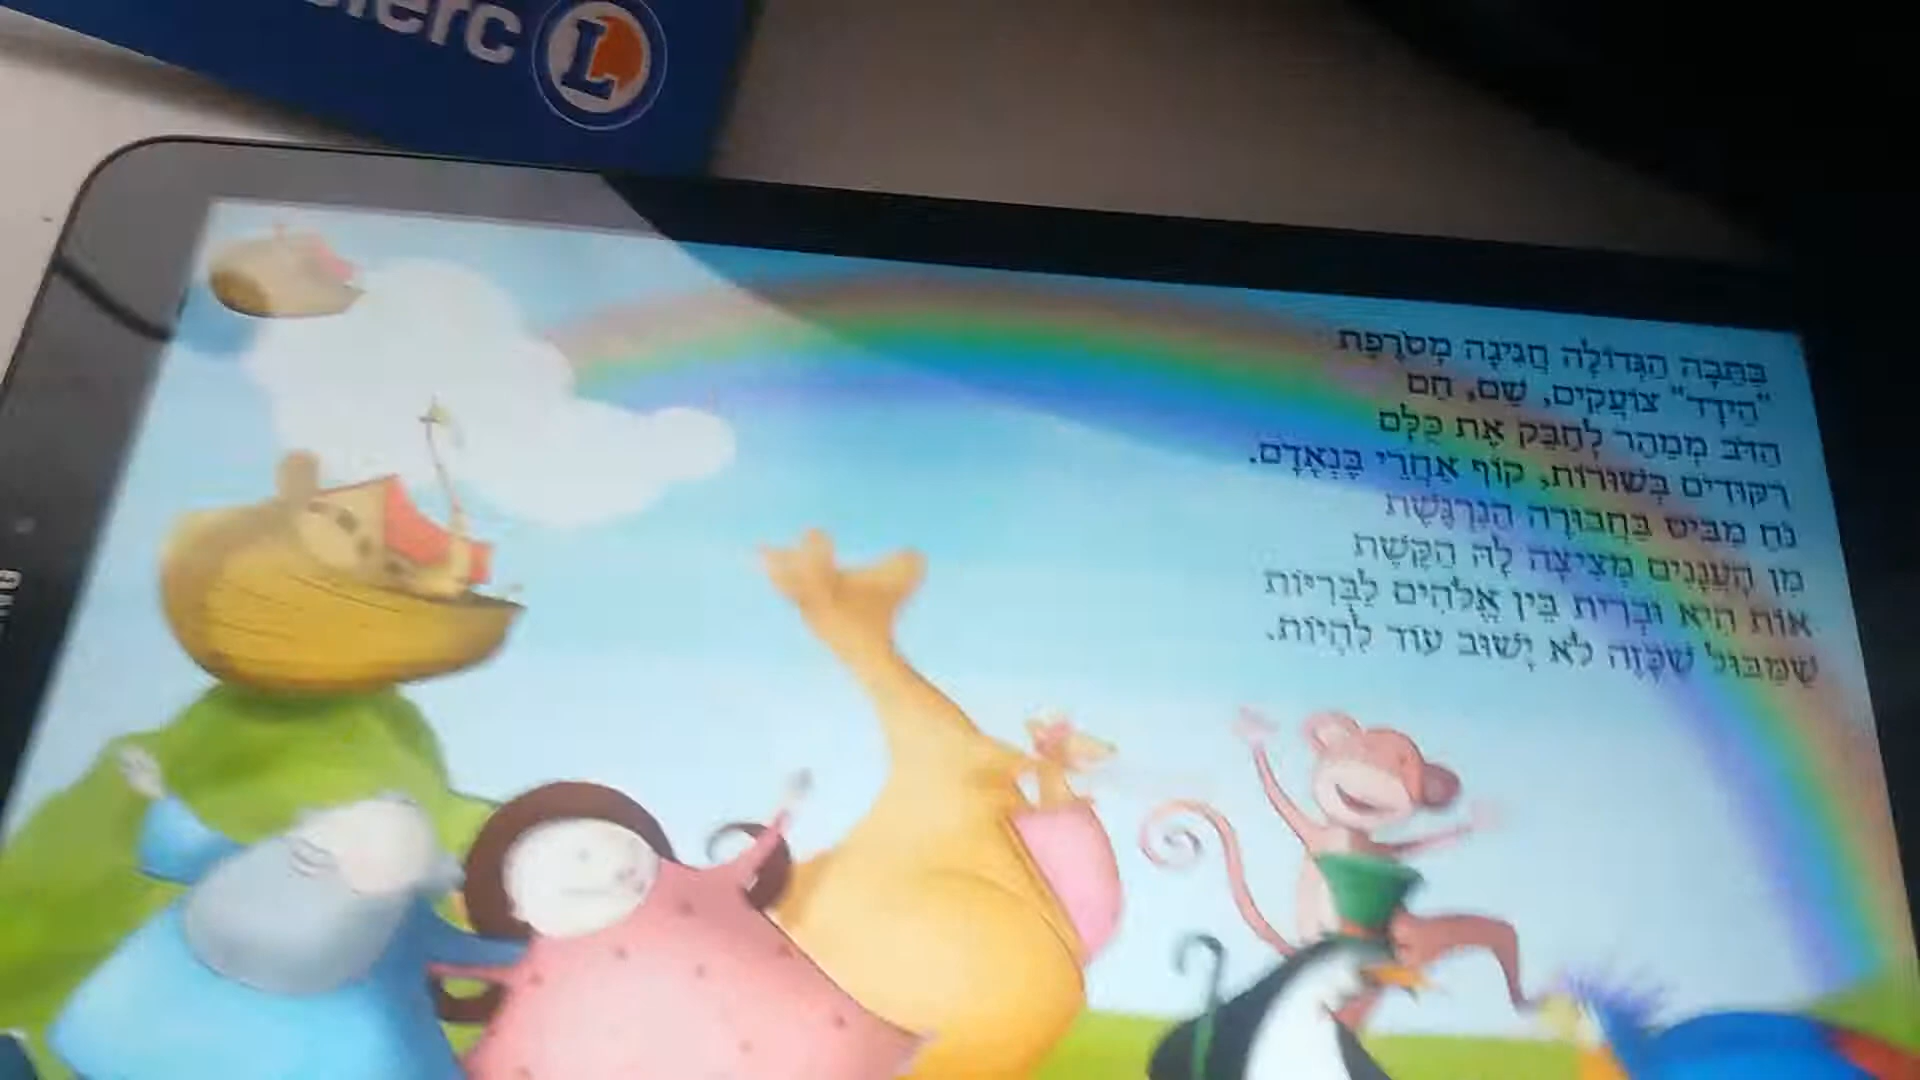 lerc
L
בַּתֵּבָה הַגְּדוֹלָה חֲגִיגָה מְטֹרֶפֶת
"הֵידָד" צוֹעֲקִים, שֵׁם, חַם
הַדֹּב מְמַהֵר לְחַבֵּק אֶת כֻּלָּם
רִקּוּדִים בְּשׁוּרוֹת, קוֹף אַחֲרֵי בֶּנְאָדָם.
נֹחַ מַבִּיט בַּחֲבוּרָה הַנִּרְגֶּשֶׁת
מִן הָעֲנָנִים מְצִיצָה לָהּ הַקֶּשֶׁת
אוֹת הִיא וּבְרִית בֵּין אֱלֹהִים לַבְּרִיּוֹת
שֶׁמַּבּוּל שֶׁכָּזֶה לֹא יָשׁוּב עוֹד לִהְיוֹת.